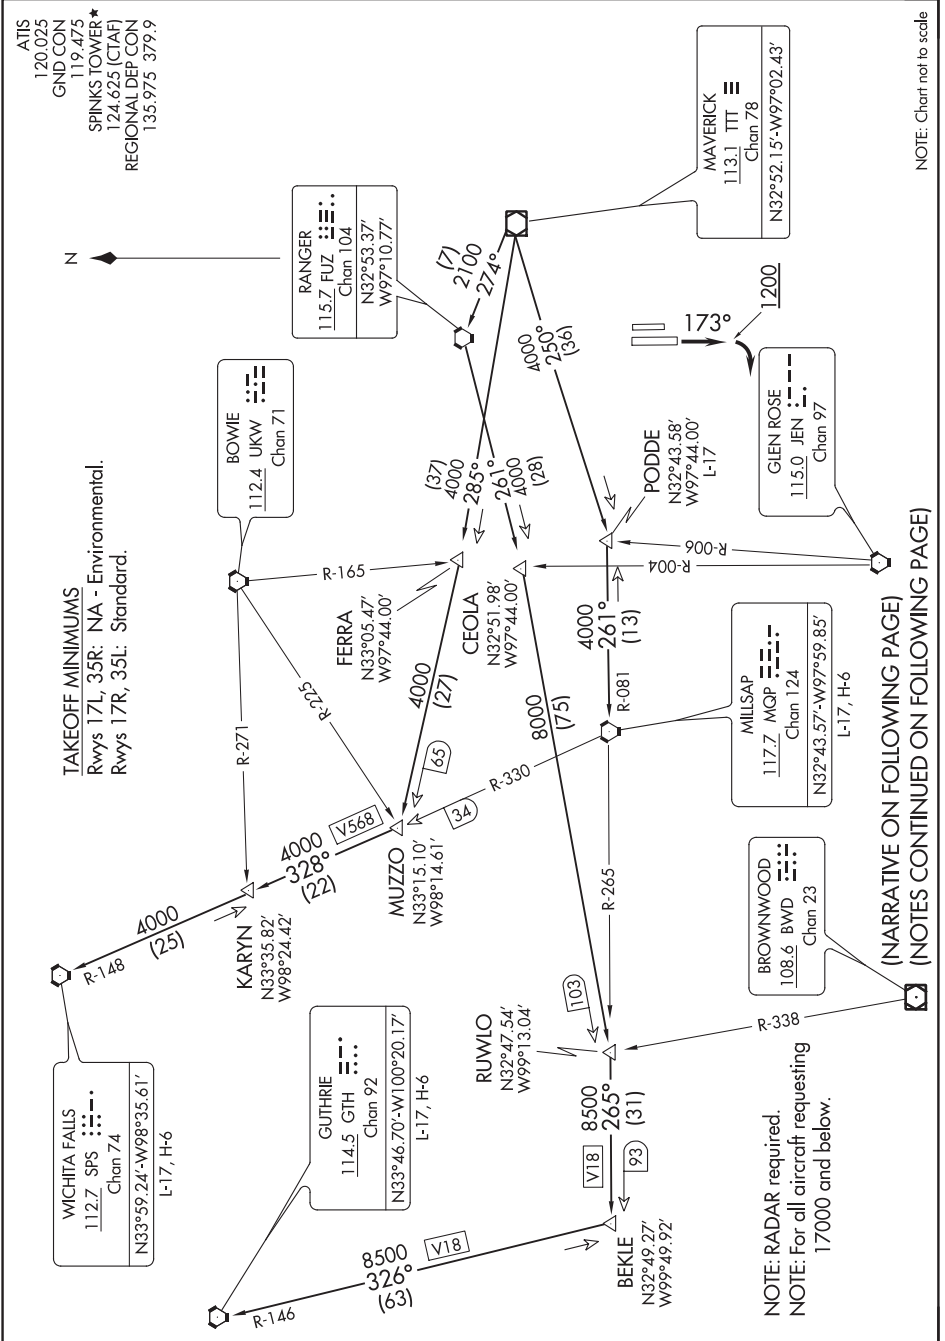 ATIS
120.025
GND CON
119.475
SPINKS TOWER★
124.625 (CTAF)
REGIONAL DEP CON
135.975 379.9
TAKEOFF MINIMUMS
Rwys 17L, 35R: NA - Environmental.
Rwys 17R, 35L: Standard.
N
WICHITA FALLS
112.7 SPS
Chan 74
N33°59.24'-W98°35.61'
L-17, H-6
R-148
4000
(25)
KARYN
N33°35.82'
W98°24.42'
4000
328°
(22)
V568
R-271
R-225
R-165
BOWIE
112.4 UKW
Chan 71
RANGER
115.7 FUZ
Chan 104
N32°53.37'
W97°10.77'
MAVERICK
113.1 TTT
Chan 78
N32°52.15'-W97°02.43'
(7)
2100
274°
(37)
4000
285°
261°
4000
(28)
4000
250°
(36)
173°
1200
FERRA
N33°05.47'
W97°44.00'
CEOLA
N32°51.98'
W97°44.00'
PODDE
N32°43.58'
W97°44.00'
L-17
GLEN ROSE
115.0 JEN
Chan 97
R-006
R-004
4000
(27)
65
MUZZO
N33°15.10'
W98°14.61'
34
R-330
8000
(75)
4000
261°
(13)
R-081
MILLSAP
117.7 MQP
Chan 124
N32°43.57'-W97°59.85'
L-17, H-6
R-265
103
RUWLO
N32°47.54'
W99°13.04'
BROWNWOOD
108.6 BWD
Chan 23
R-338
GUTHRIE
114.5 GTH
Chan 92
N33°46.70'-W100°20.17'
L-17, H-6
8500
265°
(31)
V18
93
BEKLE
N32°49.27'
W99°49.92'
8500
326°
(63)
V18
R-146
NOTE: RADAR required.
NOTE: For all aircraft requesting
17000 and below.
(NARRATIVE ON FOLLOWING PAGE)
(NOTES CONTINUED ON FOLLOWING PAGE)
NOTE: Chart not to scale